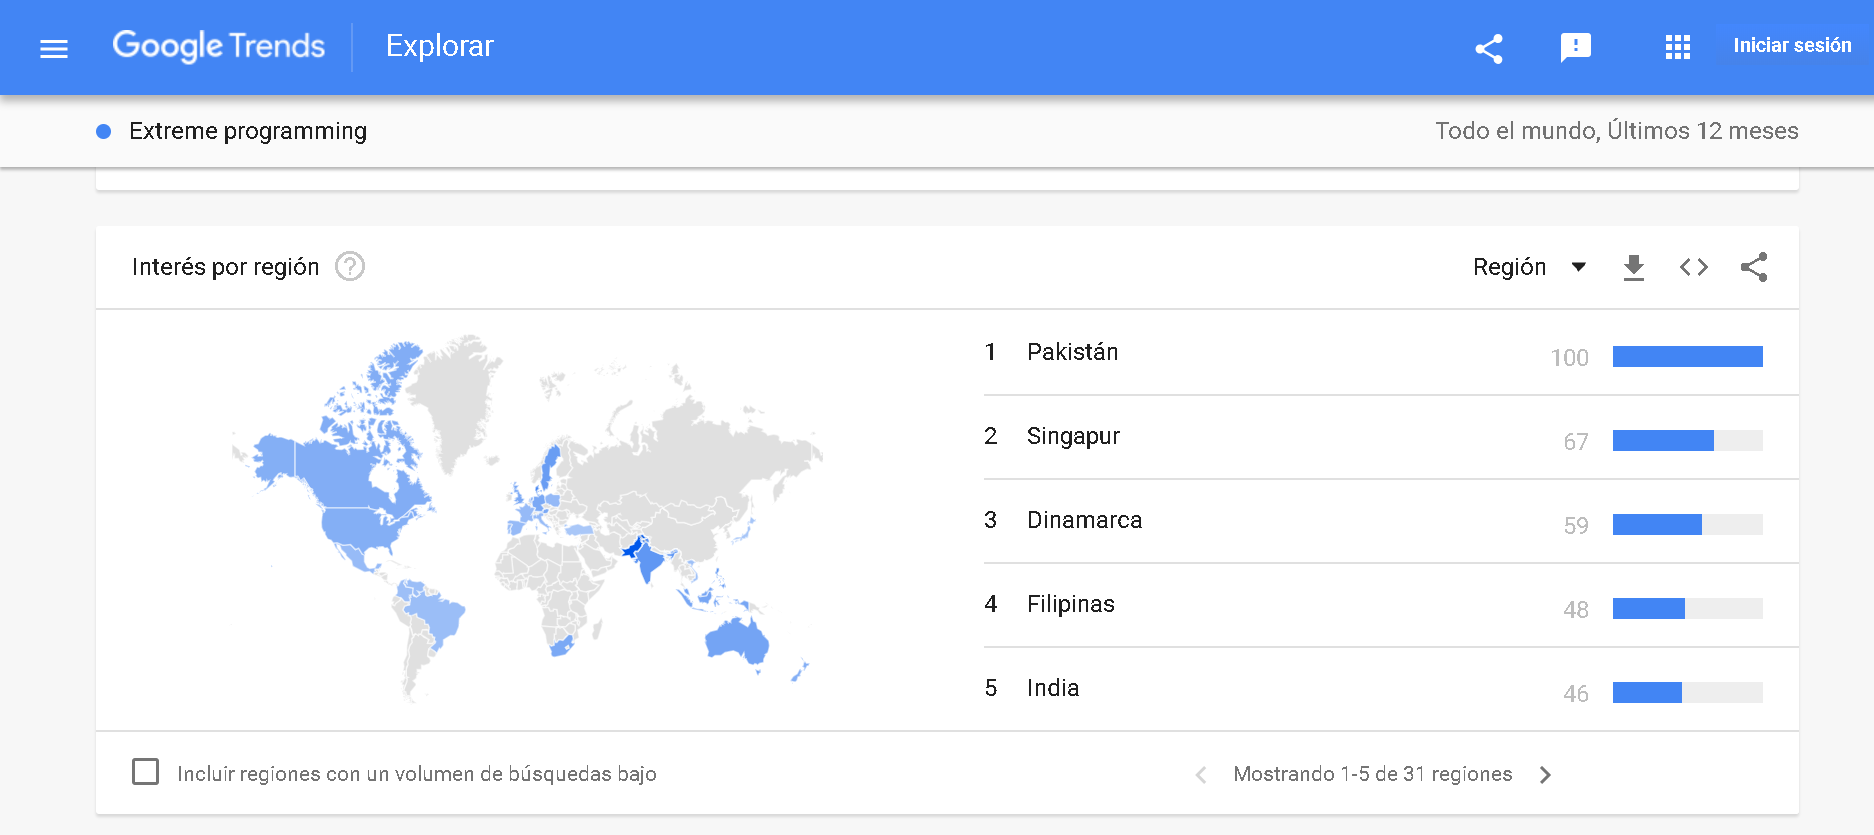 Google Trends Explorar Iniciar sesión
Extreme programming Todo el mundo, Últimos 12 meses
Interés por región ? Región
1 Pakistán 100
2 Singapur 67
3 Dinamarca 59
4 Filipinas 48
5 India 46
Incluir regiones con un volumen de búsquedas bajo Mostrando 1-5 de 31 regiones